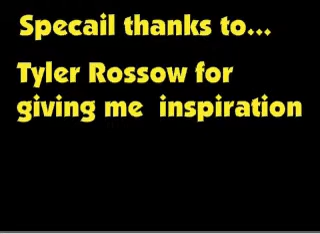 Specail thanks to...
Tyler Rossow for
giving me  inspiration